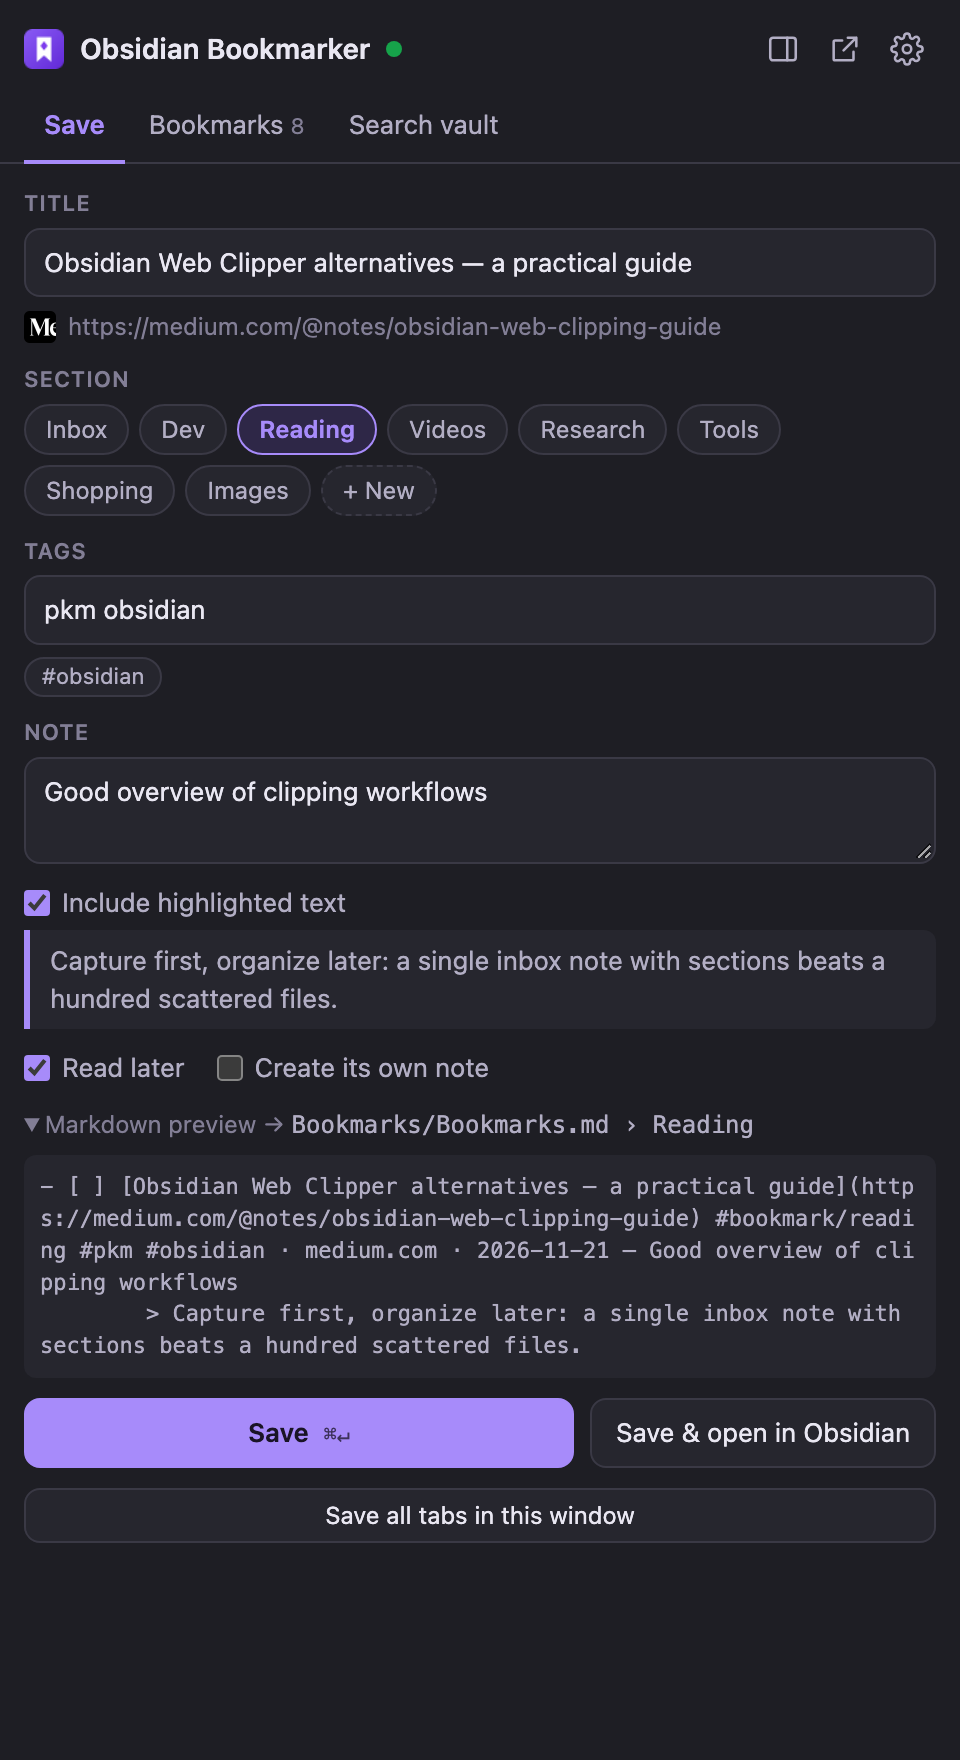 Obsidian Bookmarker
Save Bookmarks 8 Search vault
TITLE
Obsidian Web Clipper alternatives — a practical guide
Me https://medium.com/@notes/obsidian-web-clipping-guide
SECTION
Inbox Dev Reading Videos Research Tools
Shopping Images + New
TAGS
pkm obsidian
#obsidian
NOTE
Good overview of clipping workflows
Include highlighted text
Capture first, organize later: a single inbox note with sections beats a
hundred scattered files.
Read later Create its own note
Markdown preview → Bookmarks/Bookmarks.md › Reading
- [ ] [Obsidian Web Clipper alternatives — a practical guide](http
s://medium.com/@notes/obsidian-web-clipping-guide) #bookmark/readi
ng #pkm #obsidian · medium.com · 2026-11-21 — Good overview of cli
pping workflows
> Capture first, organize later: a single inbox note with
sections beats a hundred scattered files.
Save ⌘↵ Save & open in Obsidian
Save all tabs in this window